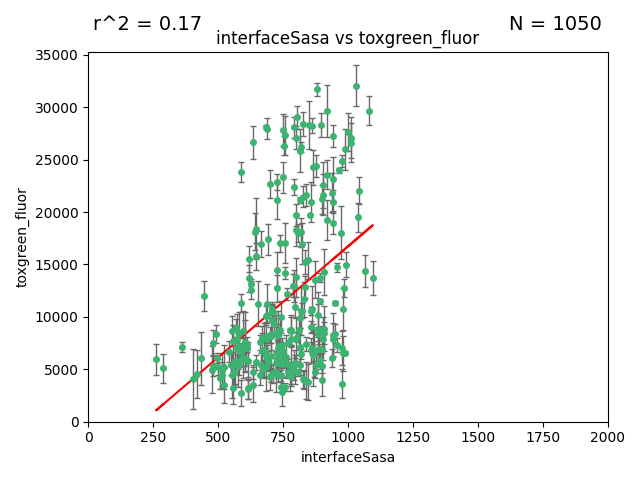 r^2 = 0.17
N = 1050
interfaceSasa vs toxgreen_fluor
35000
30000
25000
20000
15000
10000
5000
0
toxgreen_fluor
0 250 500 750 1000 1250 1500 1750 2000
interfaceSasa